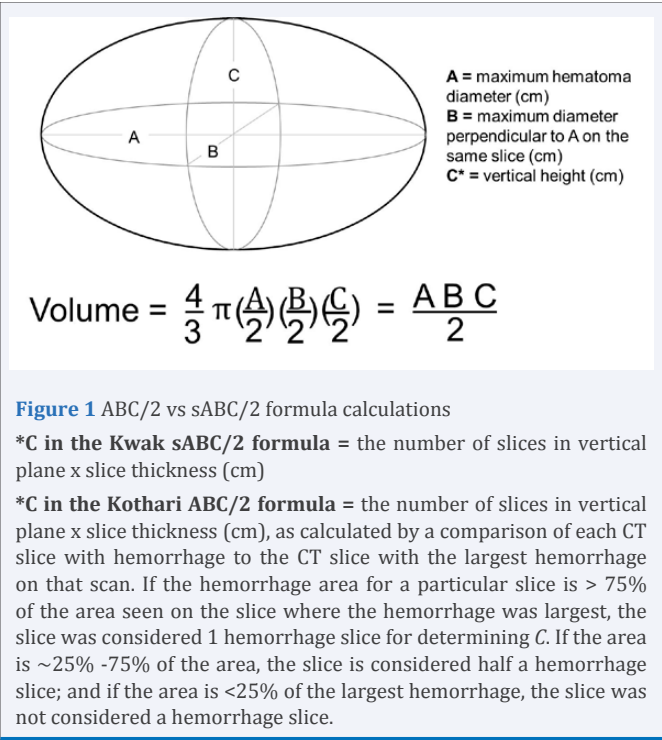 C
A
B
A = maximum hematoma
diameter (cm)
B = maximum diameter
perpendicular to A on the
same slice (cm)
C* = vertical height (cm)
Volume = 4/3 π(A/2)(B/2)(C/2) = A B C/2
Figure 1 ABC/2 vs sABC/2 formula calculations
*C in the Kwak sABC/2 formula = the number of slices in vertical
plane x slice thickness (cm)
*C in the Kothari ABC/2 formula = the number of slices in vertical
plane x slice thickness (cm), as calculated by a comparison of each CT
slice with hemorrhage to the CT slice with the largest hemorrhage
on that scan. If the hemorrhage area for a particular slice is > 75%
of the area seen on the slice where the hemorrhage was largest, the
slice was considered 1 hemorrhage slice for determining C. If the area
is ~25% -75% of the area, the slice is considered half a hemorrhage
slice; and if the area is <25% of the largest hemorrhage, the slice was
not considered a hemorrhage slice.